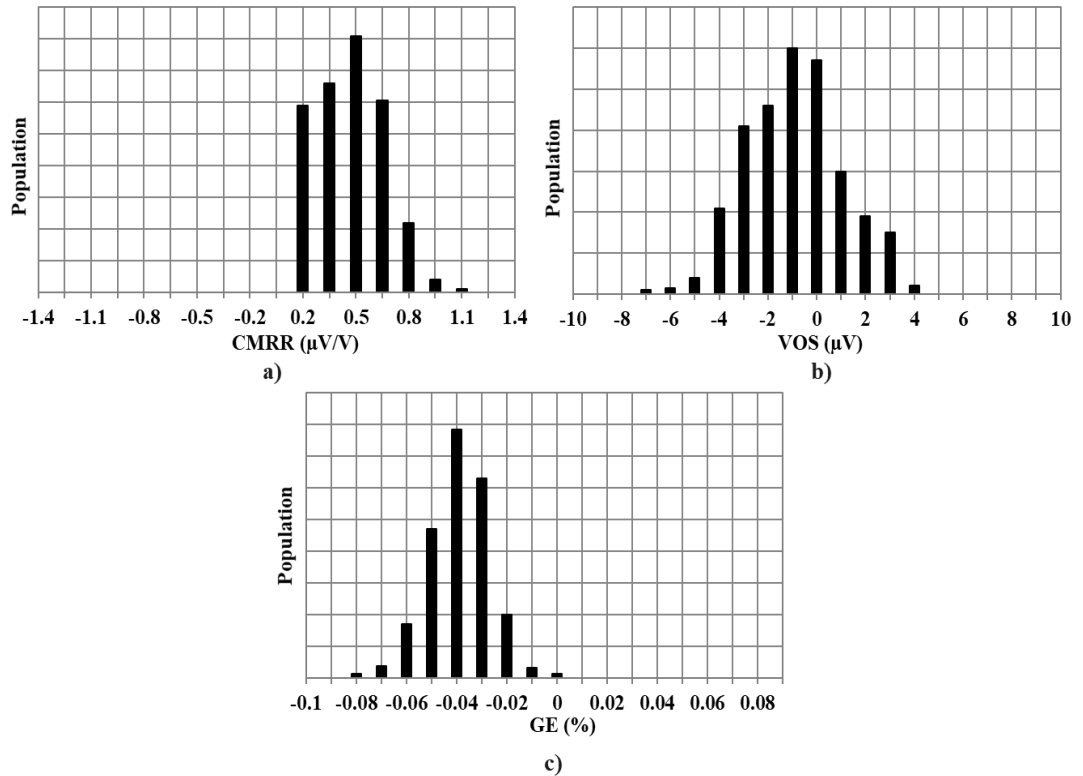 Population
-1.4 -1.1 -0.8 -0.5 -0.2 0.2 0.5 0.8 1.1 1.4
CMRR (µV/V)
a)
Population
-10 -8 -6 -4 -2 0 2 4 6 8 10
VOS (µV)
b)
Population
-0.1 -0.08 -0.06 -0.04 -0.02 0 0.02 0.04 0.06 0.08
GE (%)
c)